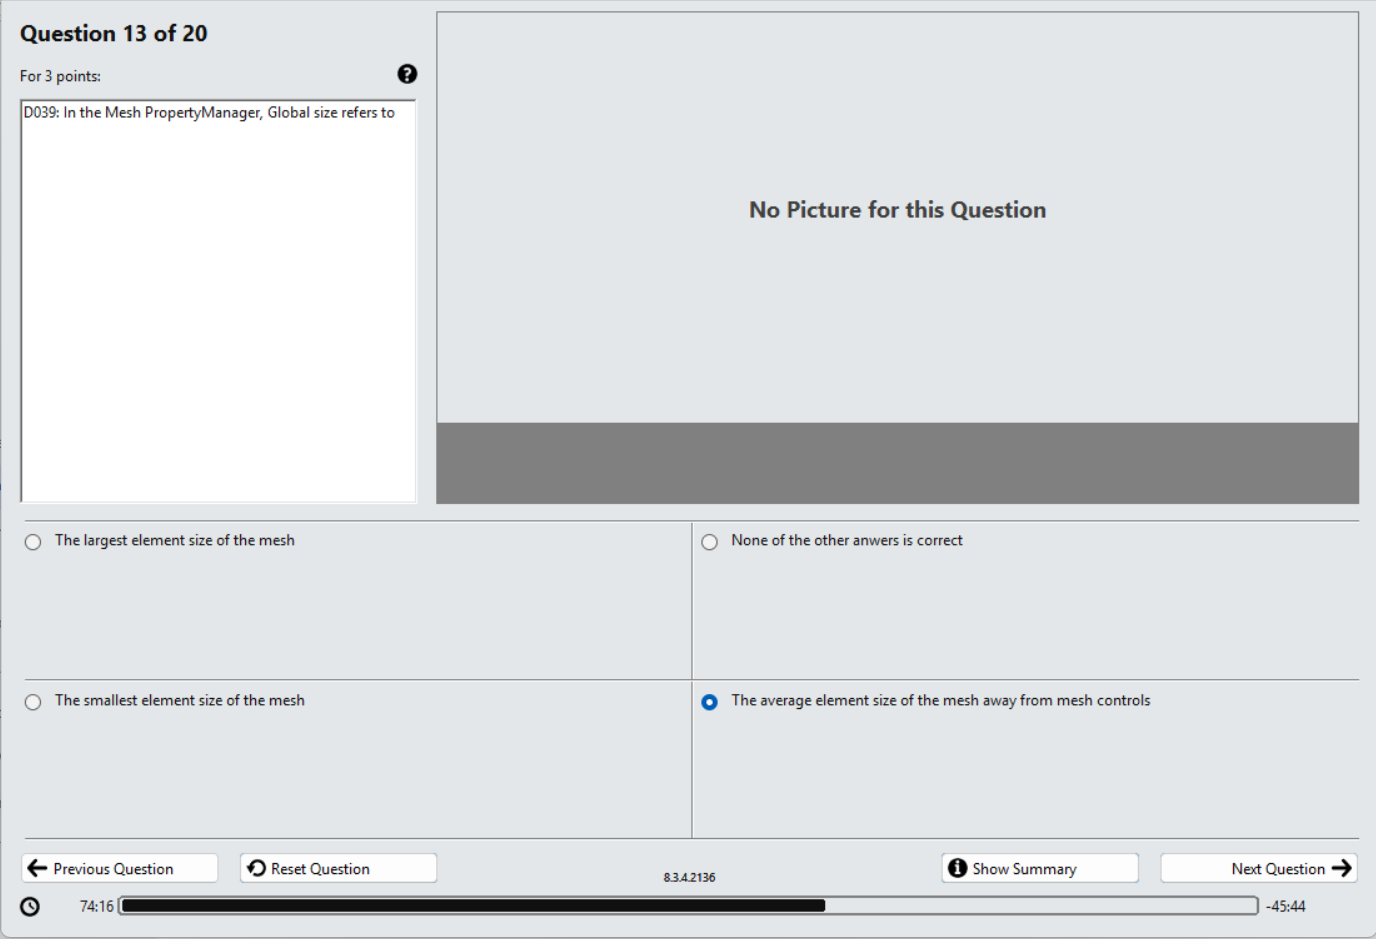 Question 13 of 20
For 3 points:
D039: In the Mesh PropertyManager, Global size refers to
No Picture for this Question
The largest element size of the mesh
None of the other anwers is correct
The smallest element size of the mesh
The average element size of the mesh away from mesh controls
Previous Question
Reset Question
8.3.4.2136
Show Summary
Next Question
74:16
-45:44